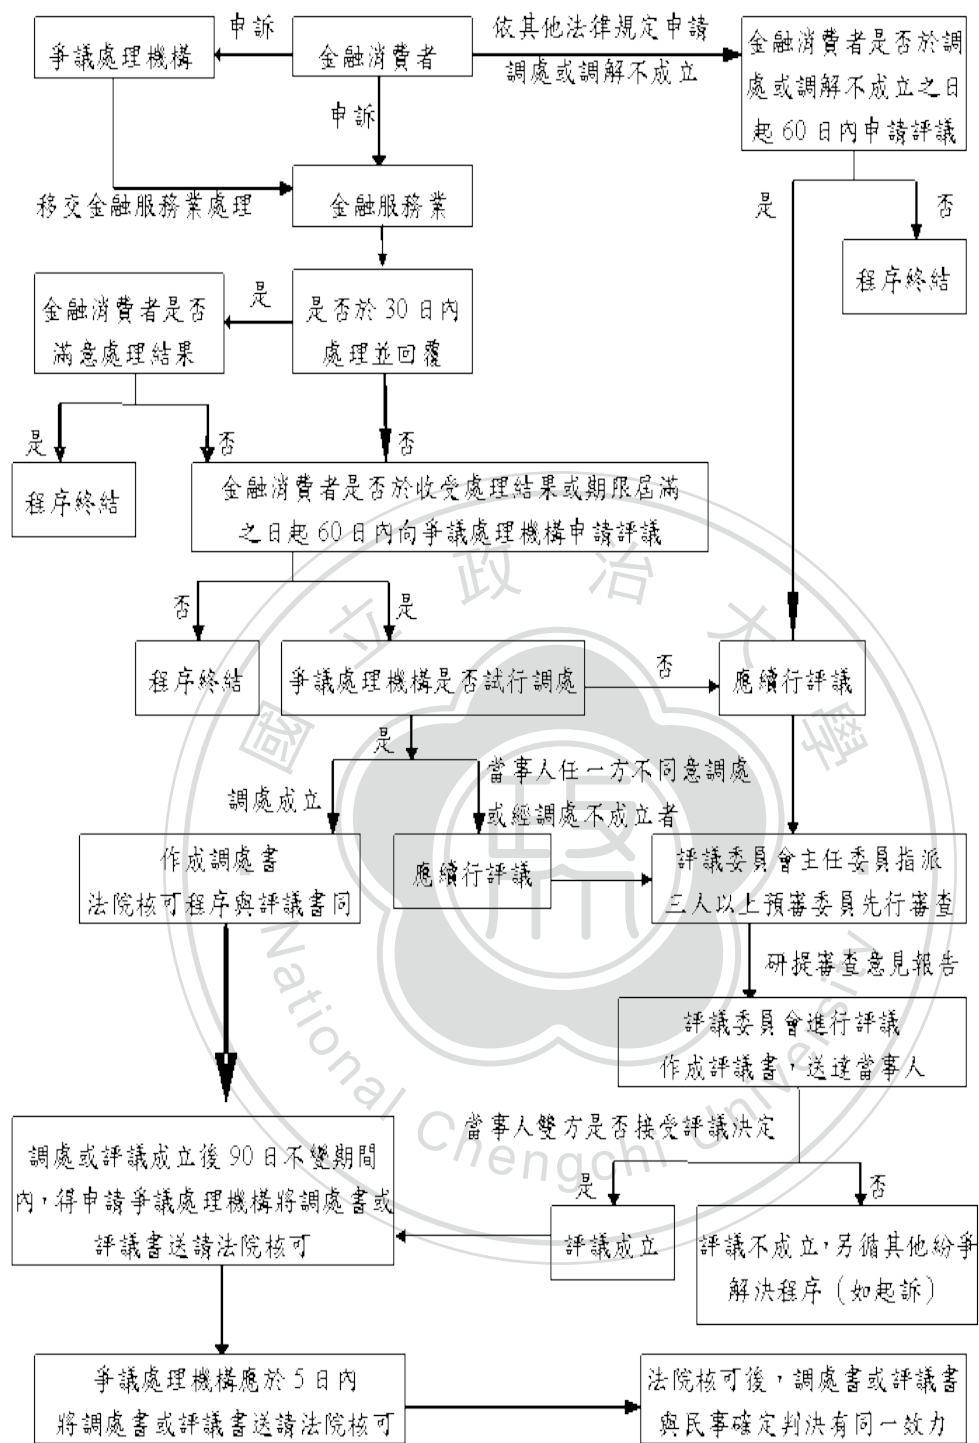 申訴
依其他法律規定申請
調處或調解不成立
爭議處理機構
金融消費者
金融消費者是否於調
處或調解不成立之日
起60日內申請評議
申訴
移交金融服務業處理
金融服務業
是
否
程序終結
金融消費者是否
滿意處理結果
是
是否於30日內
處理並回覆
是
否
否
程序終結
金融消費者是否於收受處理結果或期限屆滿
之日起60日內向爭議處理機構申請評議
否
是
程序終結
爭議處理機構是否試行調處
否
應續行評議
是
調處成立
當事人任一方不同意調處
或經調處不成立者
作成調處書
法院核可程序與評議書同
應續行評議
評議委員會主任委員指派
三人以上預審委員先行審查
研提審查意見報告
評議委員會進行評議
作成評議書,送達當事人
當事人雙方是否接受評議決定
是
否
調處或評議成立後90日不變期間
內,得申請爭議處理機構將調處書或
評議書送請法院核可
評議成立
評議不成立,另循其他紛爭
解決程序(如起訴)
爭議處理機構應於5日內
將調處書或評議書送請法院核可
法院核可後,調處書或評議書
與民事確定判決有同一效力
國立政治大學
National Chengchi University